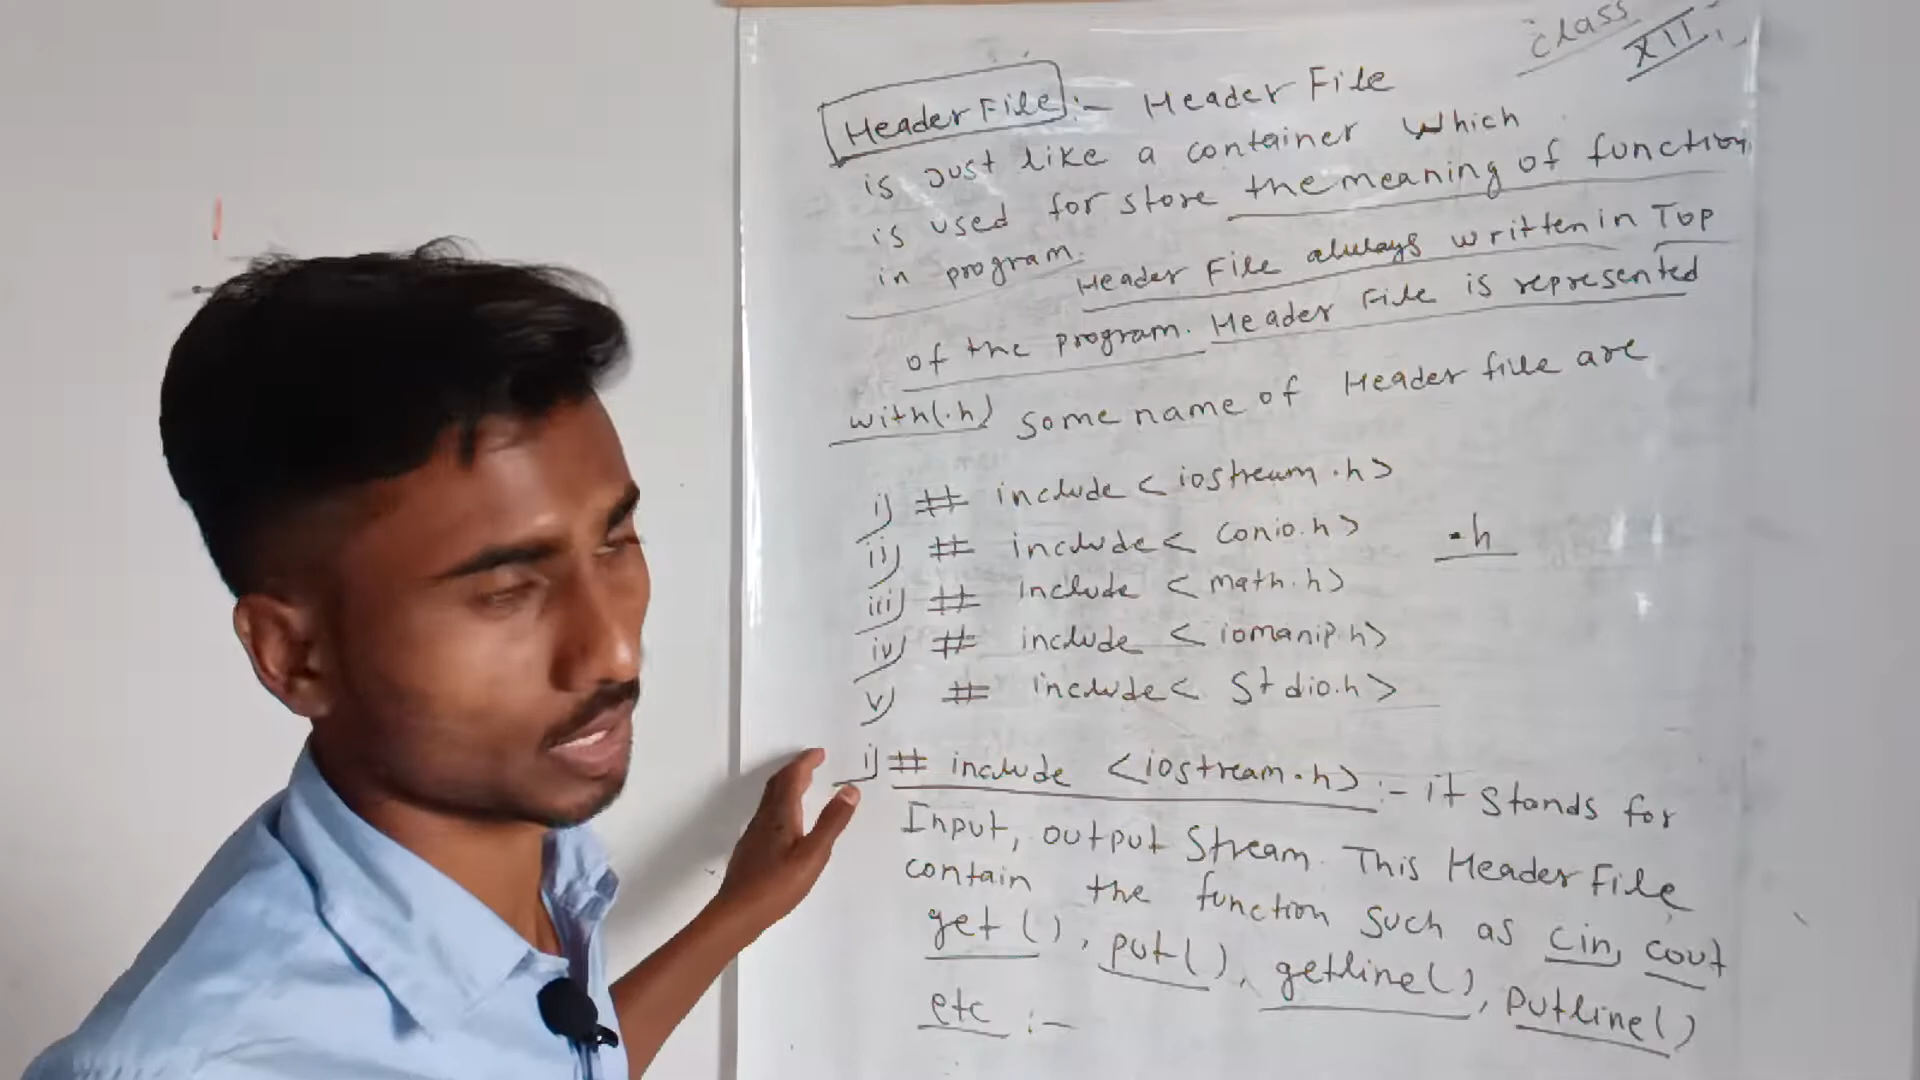 class
XII
Header File :- Header File
is Just like a container which
is used for store the meaning of function
in program.
Header File always written in Top
of the program. Header File is represented
with (.h) some name of Header file are
i) # include < iostream.h>
ii) # include < conio.h>
.h
iii) # include < math.h>
iv) # include < iomanip.h>
v) # include < Stdio.h>
i) # include <iostream.h> :- it stands for
Input, output Stream. This Header File
contain the function such as cin, cout
get (), put(), getline(), Putline()
etc :-